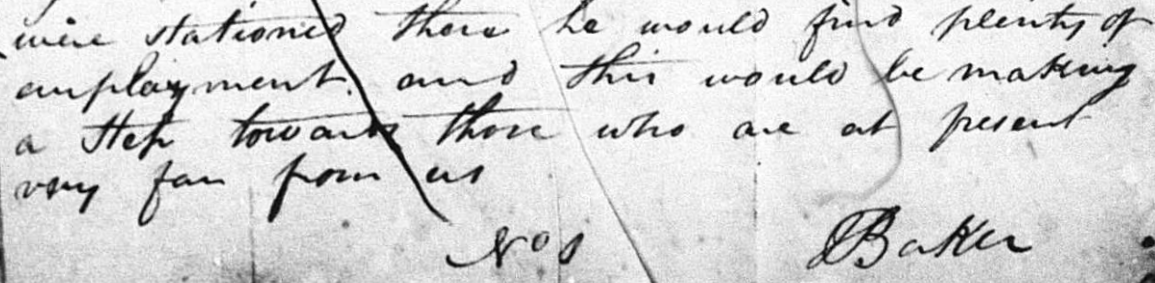 were stationed there he would find plenty of
employment. and this would be making
a Step towards those who are at present
very far from us
No 1 Baker